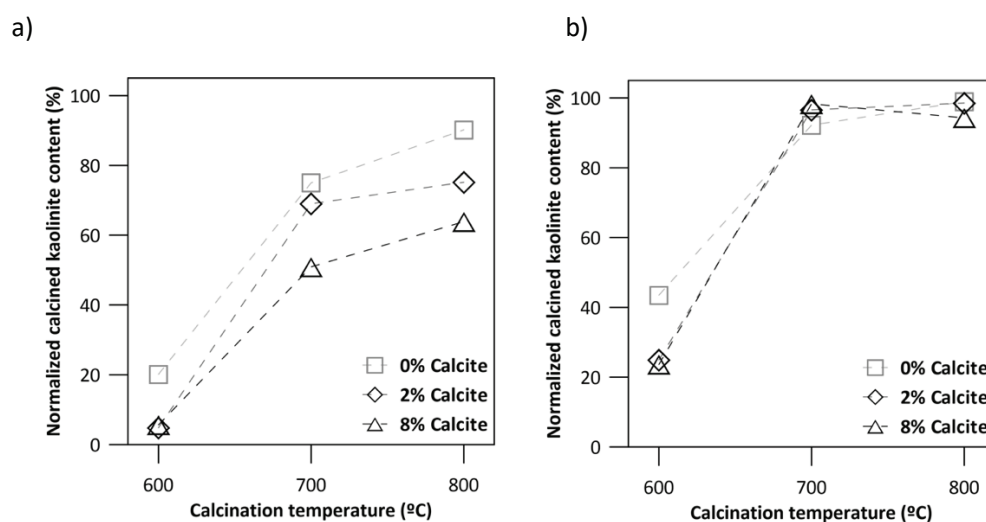 a)
Normalized calcined kaolinite content (%)
100
80
60
40
20
0
0% Calcite
2% Calcite
8% Calcite
600
700
800
Calcination temperature (ºC)
b)
Normalized calcined kaolinite content (%)
100
80
60
40
20
0
0% Calcite
2% Calcite
8% Calcite
600
700
800
Calcination temperature (ºC)